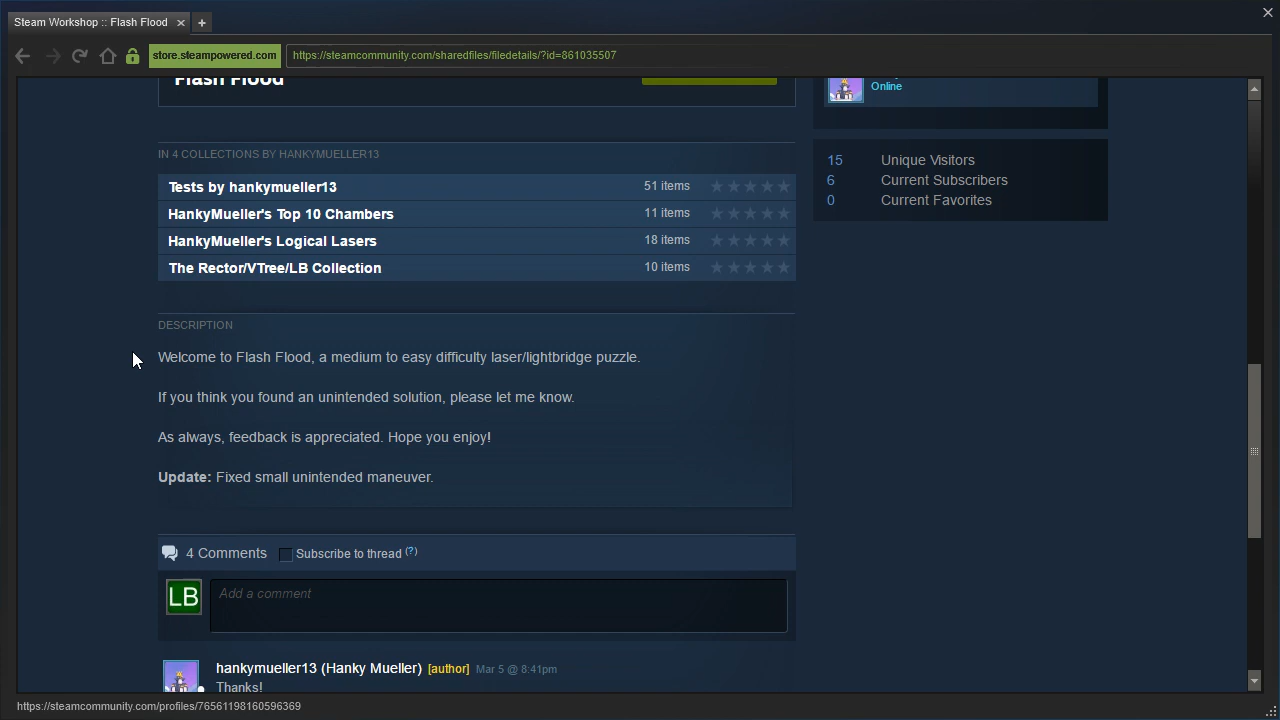 Steam Workshop :: Flash Flood
store.steampowered.com
https://steamcommunity.com/sharedfiles/filedetails/?id=861035507
Flash Flood
Online
IN 4 COLLECTIONS BY HANKYMUELLER13
Tests by hankymueller13 51 items
HankyMueller's Top 10 Chambers 11 items
HankyMueller's Logical Lasers 18 items
The Rector/VTree/LB Collection 10 items
15 Unique Visitors
6 Current Subscribers
0 Current Favorites
DESCRIPTION
Welcome to Flash Flood, a medium to easy difficulty laser/lightbridge puzzle.
If you think you found an unintended solution, please let me know.
As always, feedback is appreciated. Hope you enjoy!
Update: Fixed small unintended maneuver.
4 Comments Subscribe to thread (?)
LB
Add a comment
hankymueller13 (Hanky Mueller) [author] Mar 5 @ 8:41pm
Thanks!
https://steamcommunity.com/profiles/76561198160596369